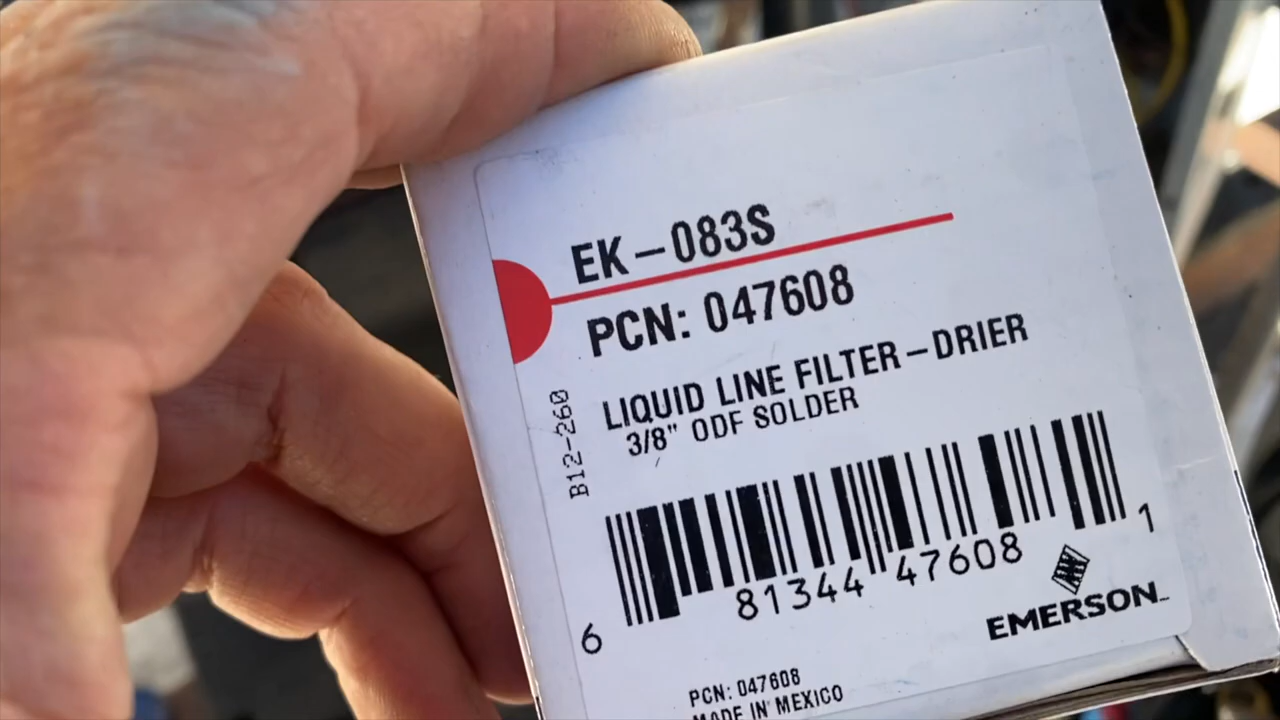 EK-083S
PCN: 047608
LIQUID LINE FILTER-DRIER
3/8" ODF SOLDER
B12-260
6 81344 47608 1
EMERSON™
PCN: 047608
MADE IN MEXICO